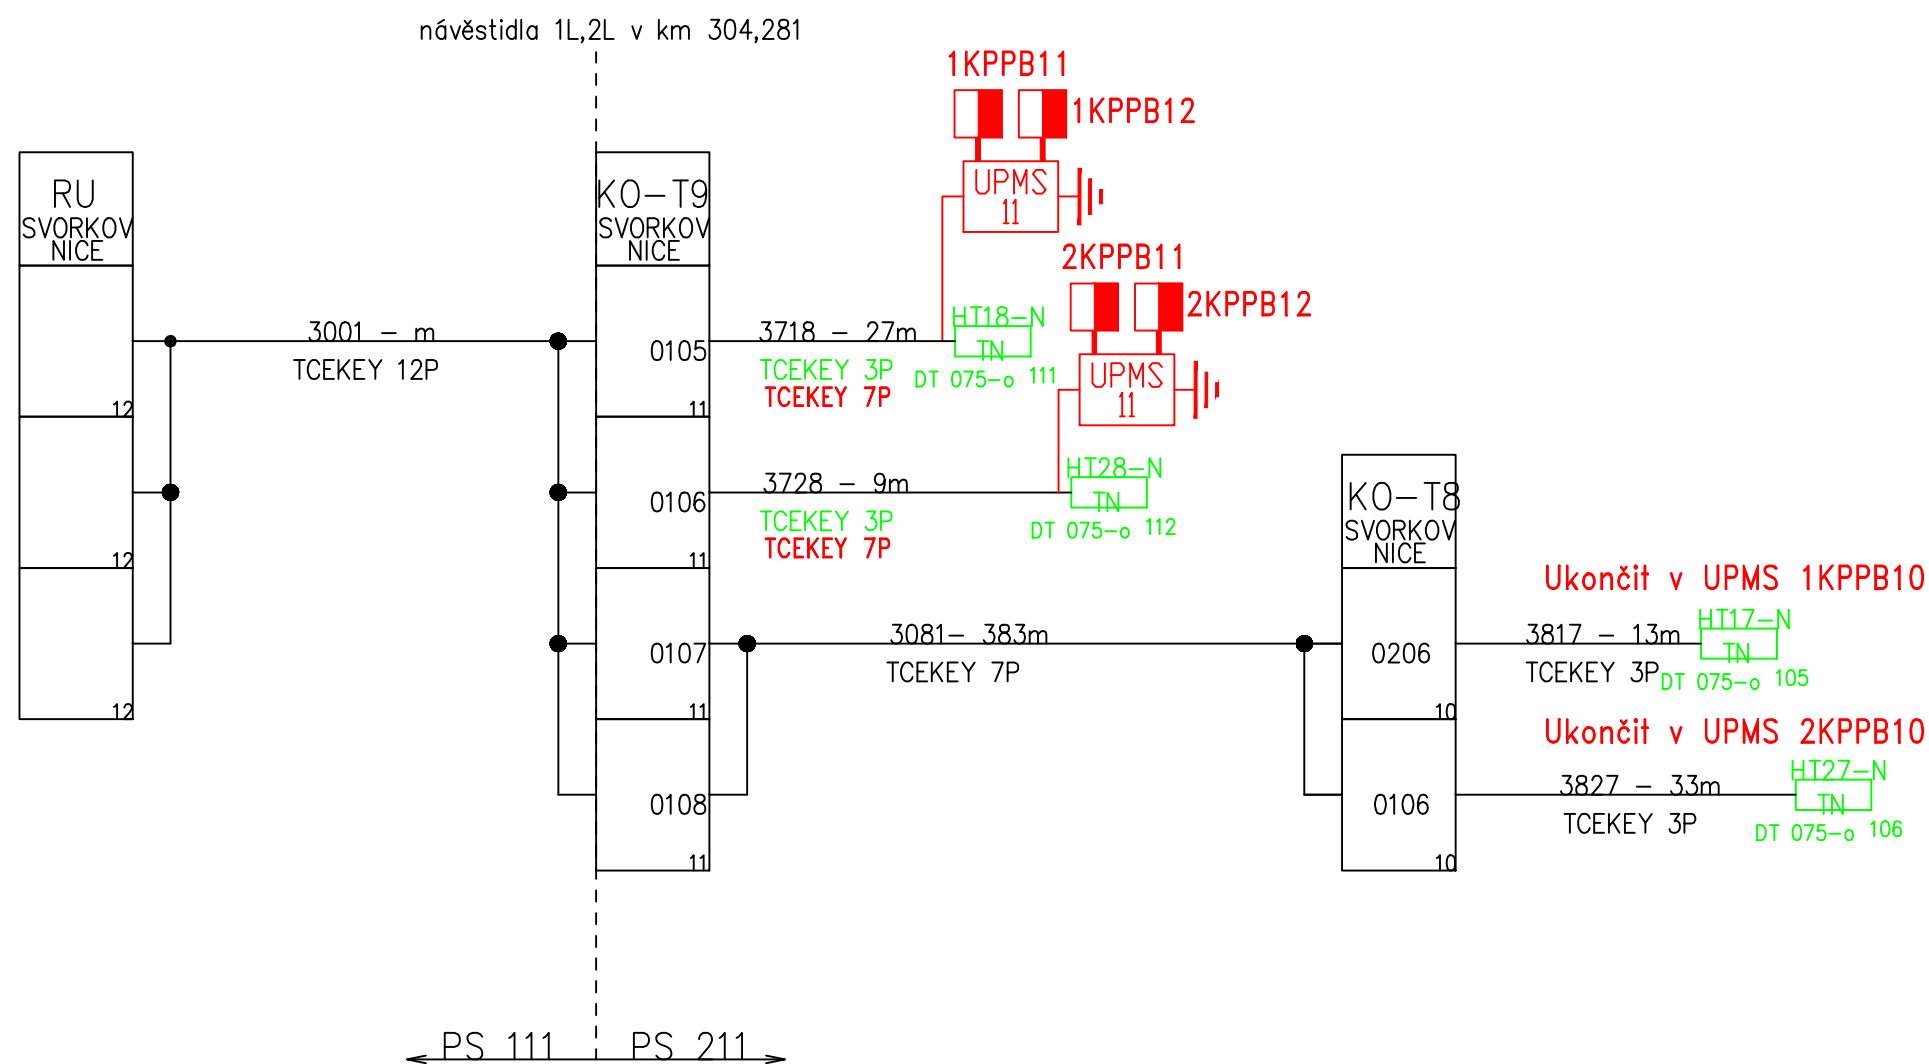 návěstidla 1L,2L v km 304,281
1KPPB11
1KPPB12
UPMS
11
RU
SVORKOV
NICE
KO-T9
SVORKOV
NICE
2KPPB11
2KPPB12
UPMS
11
3001 - m
TCEKEY 12P
12
0105
11
3718 - 27m
TCEKEY 3P
TCEKEY 7P
HT18-N
TN
DT 075-o 111
12
0106
11
3728 - 9m
TCEKEY 3P
TCEKEY 7P
HT28-N
TN
DT 075-o 112
KO-T8
SVORKOV
NICE
12
0107
11
3081- 383m
TCEKEY 7P
0206
10
Ukončit v UPMS 1KPPB10
3817 - 13m
TCEKEY 3P
HT17-N
TN
DT 075-o 105
0108
11
0106
10
Ukončit v UPMS 2KPPB10
3827 - 33m
TCEKEY 3P
HT27-N
TN
DT 075-o 106
PS 111
PS 211